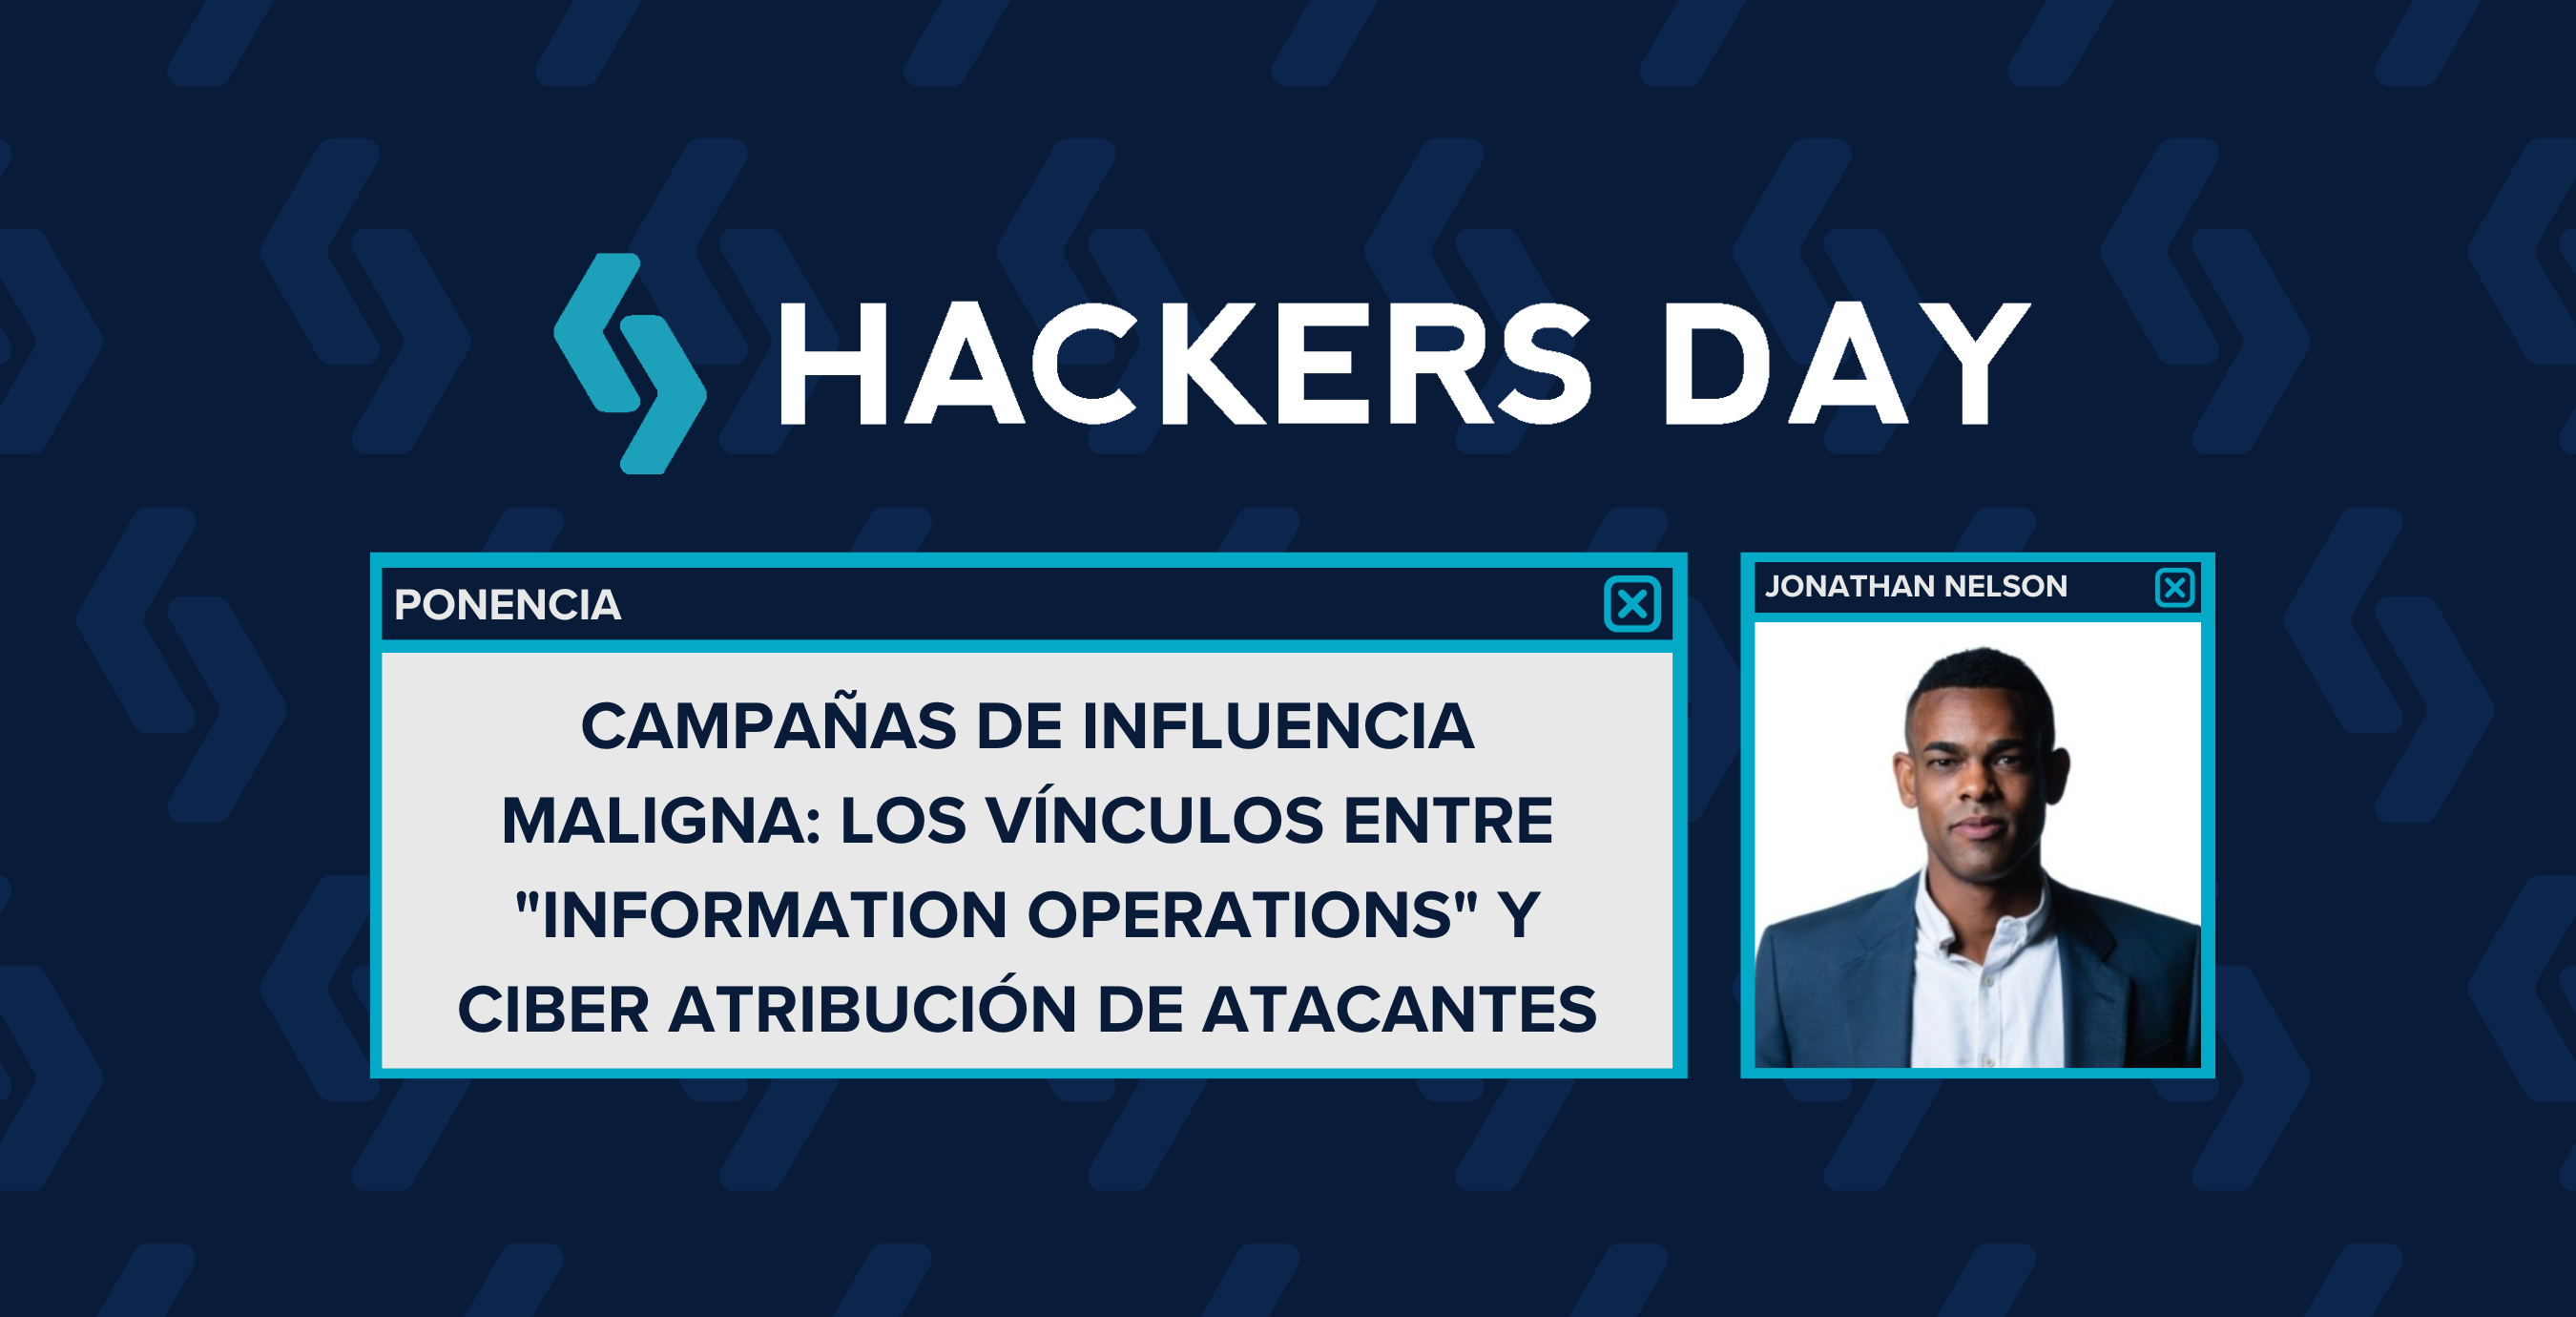 HACKERS DAY
PONENCIA
CAMPAÑAS DE INFLUENCIA
MALIGNA: LOS VÍNCULOS ENTRE
"INFORMATION OPERATIONS" Y
CIBER ATRIBUCIÓN DE ATACANTES
JONATHAN NELSON